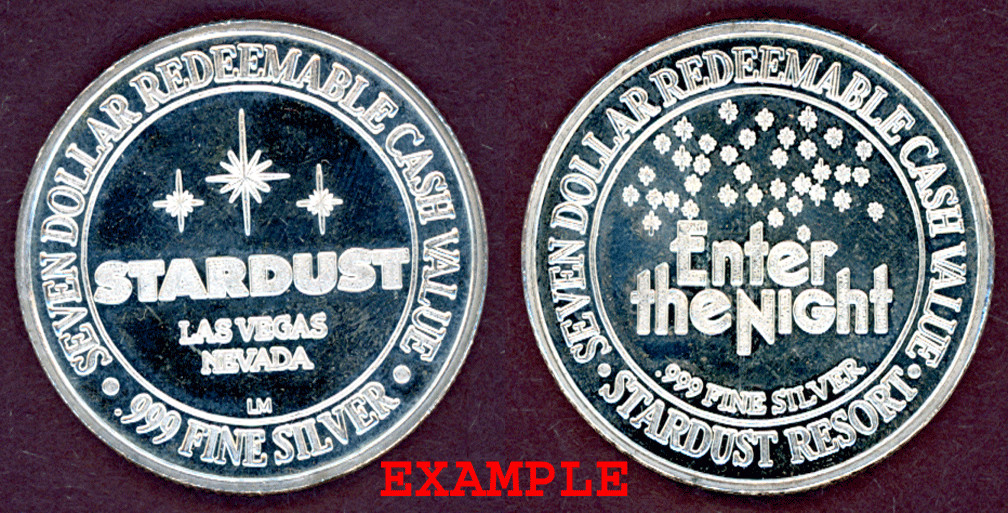 SEVEN DOLLAR REDEEMABLE CASH VALUE
STARDUST
LAS VEGAS
NEVADA
LM
• .999 FINE SILVER •
SEVEN DOLLAR REDEEMABLE CASH VALUE
Enter
the Night
.999 FINE SILVER
• STARDUST RESORT •
EXAMPLE